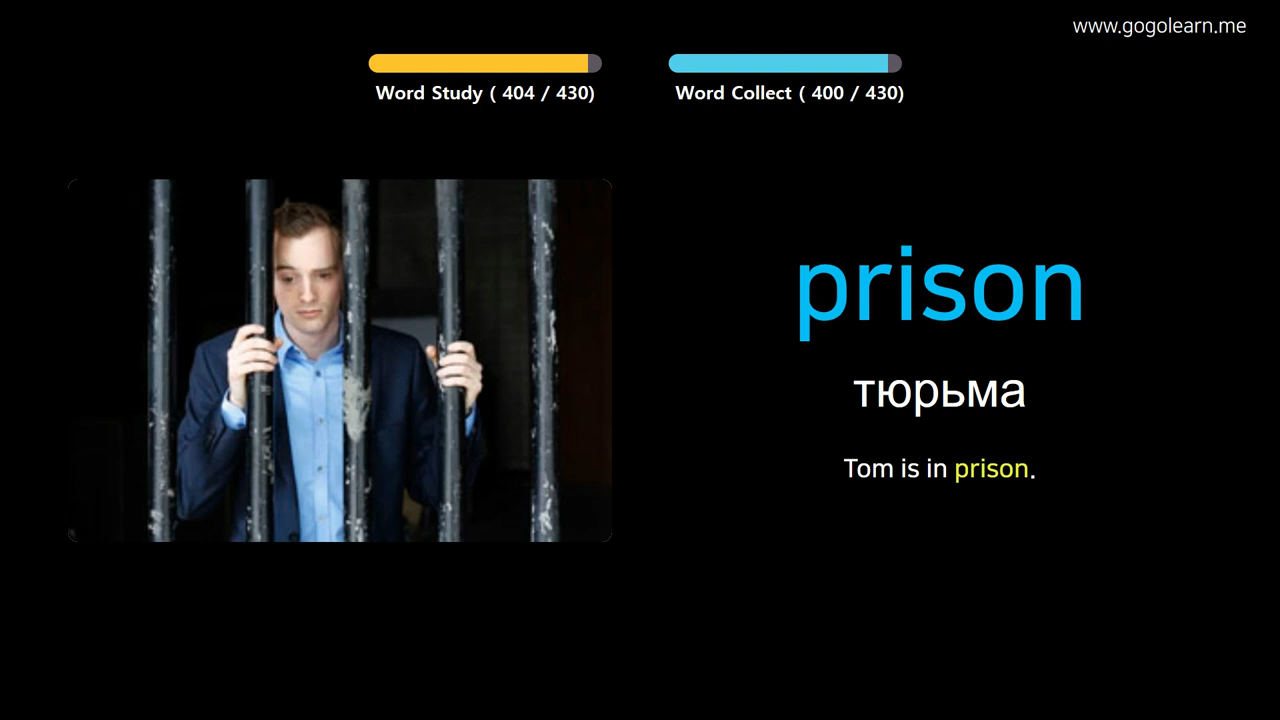 www.gogolearn.me
Word Study ( 404 / 430)
Word Collect ( 400 / 430)
prison
тюрьма
Tom is in prison.